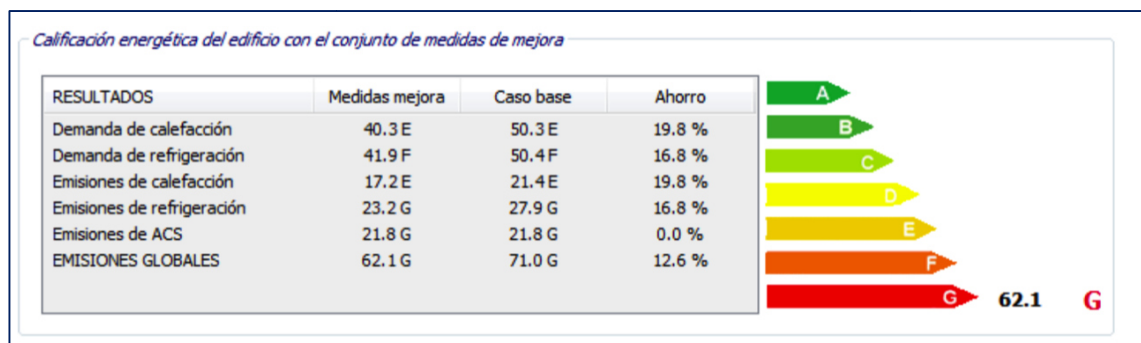 Calificación energética del edificio con el conjunto de medidas de mejora
RESULTADOS Medidas mejora Caso base Ahorro
Demanda de calefacción 40.3 E 50.3 E 19.8 %
Demanda de refrigeración 41.9 F 50.4 F 16.8 %
Emisiones de calefacción 17.2 E 21.4 E 19.8 %
Emisiones de refrigeración 23.2 G 27.9 G 16.8 %
Emisiones de ACS 21.8 G 21.8 G 0.0 %
EMISIONES GLOBALES 62.1 G 71.0 G 12.6 %
A
B
C
D
E
F
G 62.1 G